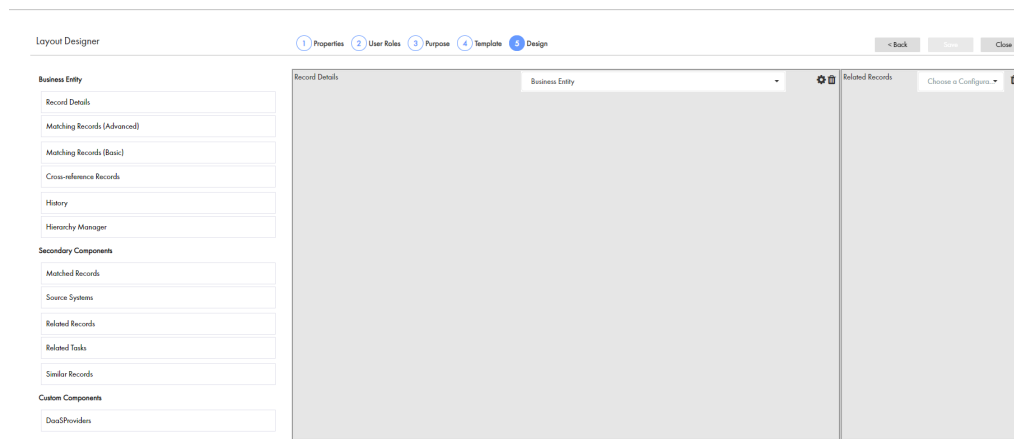 Layout Designer
1 Properties 2 User Roles 3 Purpose 4 Template 5 Design
< Back Save Close
Business Entity
Record Details
Matching Records (Advanced)
Matching Records (Basic)
Cross-reference Records
History
Hierarchy Manager
Secondary Components
Matched Records
Source Systems
Related Records
Related Tasks
Similar Records
Custom Components
DaaSProviders
Record Details
Business Entity
Related Records
Choose a Configura..